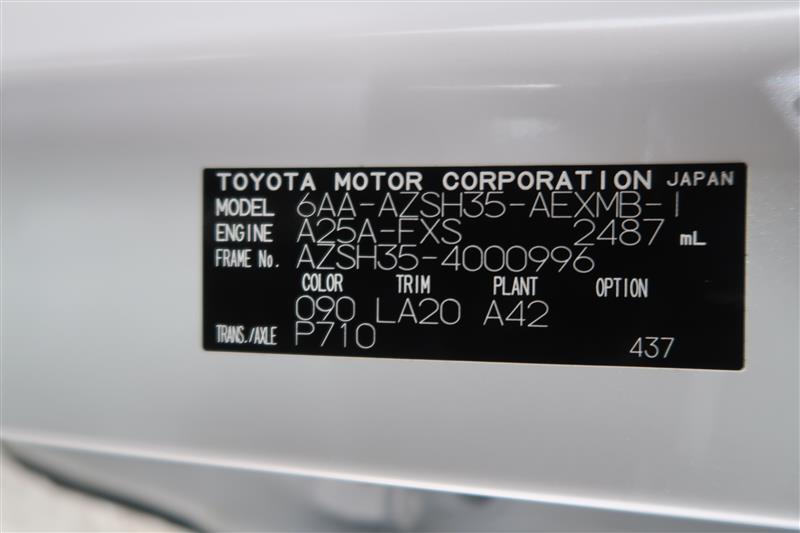 TOYOTA MOTOR CORPORATION JAPAN
MODEL 6AA-AZSH35-AEXMB-I
ENGINE A25A-FXS 2487 mL
FRAME No. AZSH35-4000996
COLOR TRIM PLANT OPTION
090 LA20 A42
TRANS./AXLE P710
437